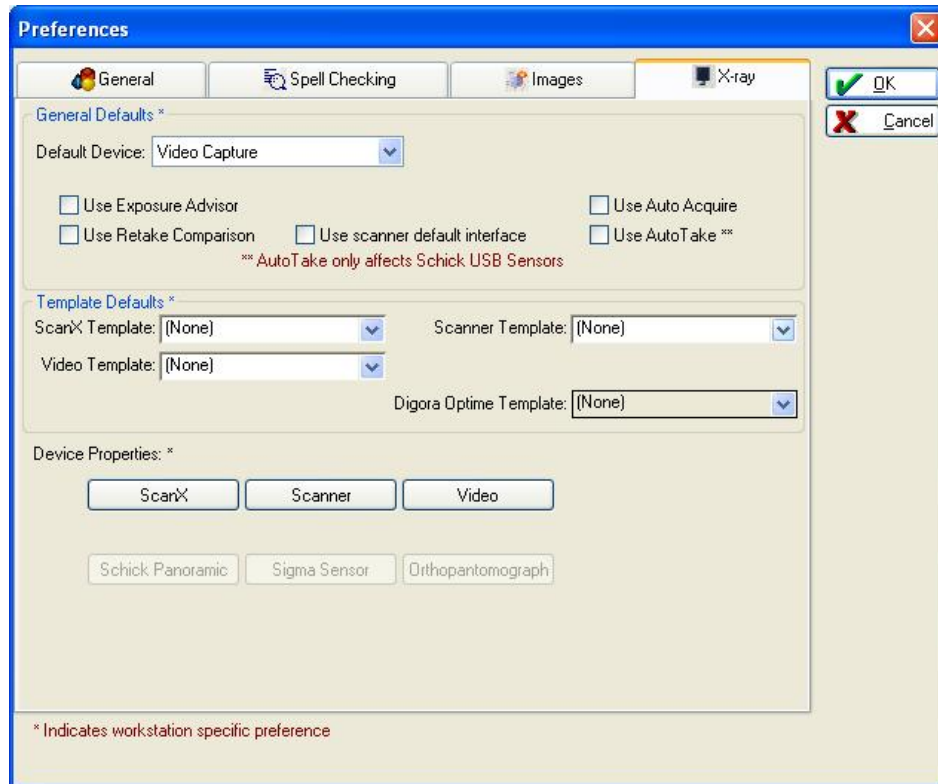 Preferences
General Spell Checking Images X-ray
OK
Cancel
General Defaults *
Default Device: Video Capture
Use Exposure Advisor Use Auto Acquire
Use Retake Comparison Use scanner default interface Use AutoTake **
** AutoTake only affects Schick USB Sensors
Template Defaults *
ScanX Template: (None) Scanner Template: (None)
Video Template: (None)
Digora Optime Template: (None)
Device Properties: *
ScanX Scanner Video
Schick Panoramic Sigma Sensor Orthopantomograph
* Indicates workstation specific preference